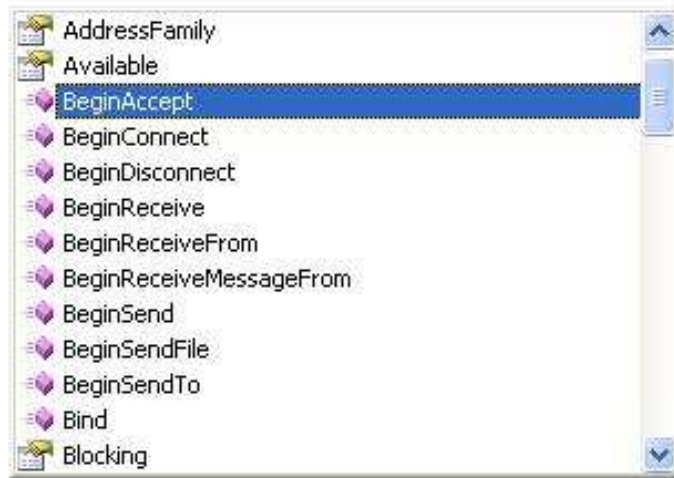 AddressFamily
Available
BeginAccept
BeginConnect
BeginDisconnect
BeginReceive
BeginReceiveFrom
BeginReceiveMessageFrom
BeginSend
BeginSendFile
BeginSendTo
Bind
Blocking